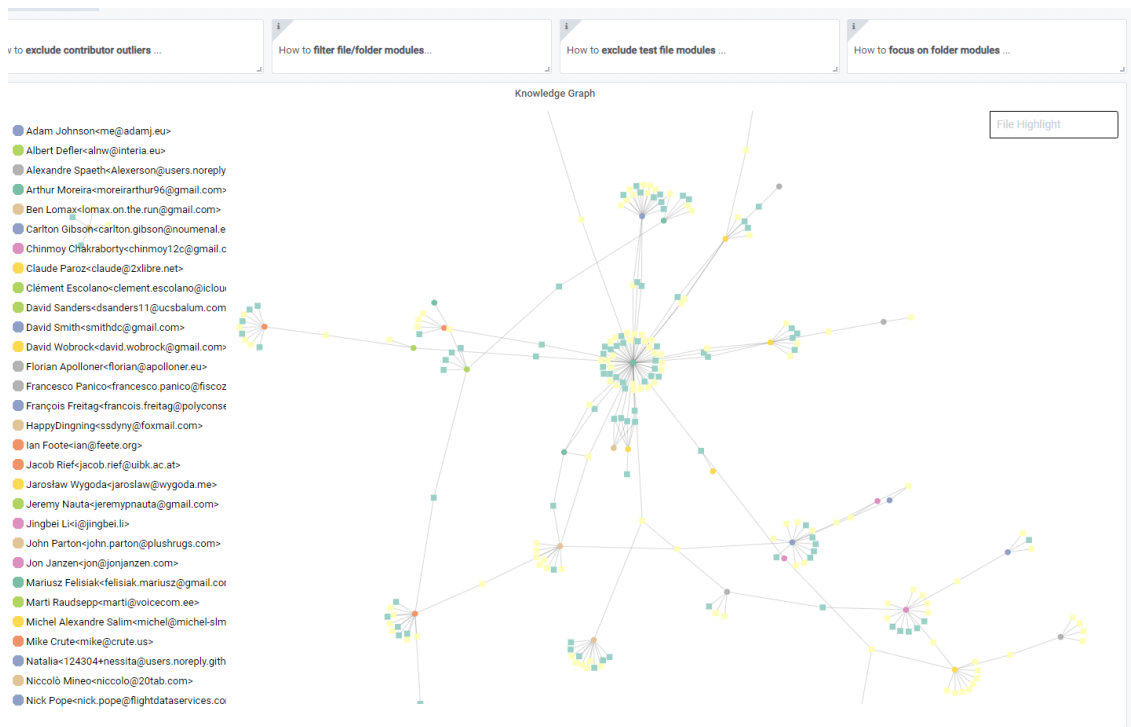 w to exclude contributor outliers ...
i
How to filter file/folder modules...
i
How to exclude test file modules ...
i
How to focus on folder modules ...
Knowledge Graph
File Highlight
Adam Johnson<me@adamj.eu>
Albert Defler<alnw@interia.eu>
Alexandre Spaeth<Alexerson@users.noreply
Arthur Moreira<moreirarthur96@gmail.com>
Ben Lomax<lomax.on.the.run@gmail.com>
Carlton Gibson<carlton.gibson@noumenal.e
Chinmoy Chakraborty<chinmoy12c@gmail.c
Claude Paroz<claude@2xlibre.net>
Clément Escolano<clement.escolano@iclou
David Sanders<dsanders11@ucsbalum.com
David Smith<smithdc@gmail.com>
David Wobrock<david.wobrock@gmail.com>
Florian Apolloner<florian@apolloner.eu>
Francesco Panico<francesco.panico@fiscoz
François Freitag<francois.freitag@polyconse
HappyDingning<ssdyny@foxmail.com>
Ian Foote<ian@feete.org>
Jacob Rief<jacob.rief@uibk.ac.at>
Jarosław Wygoda<jaroslaw@wygoda.me>
Jeremy Nauta<jeremypnauta@gmail.com>
Jingbei Li<i@jingbei.li>
John Parton<john.parton@plushrugs.com>
Jon Janzen<jon@jonjanzen.com>
Mariusz Felisiak<felisiak.mariusz@gmail.cor
Marti Raudsepp<marti@voicecom.ee>
Michel Alexandre Salim<michel@michel-slm
Mike Crute<mike@crute.us>
Natalia<124304+nessita@users.noreply.gith
Niccolò Mineo<niccolo@20tab.com>
Nick Pope<nick.pope@flightdataservices.co